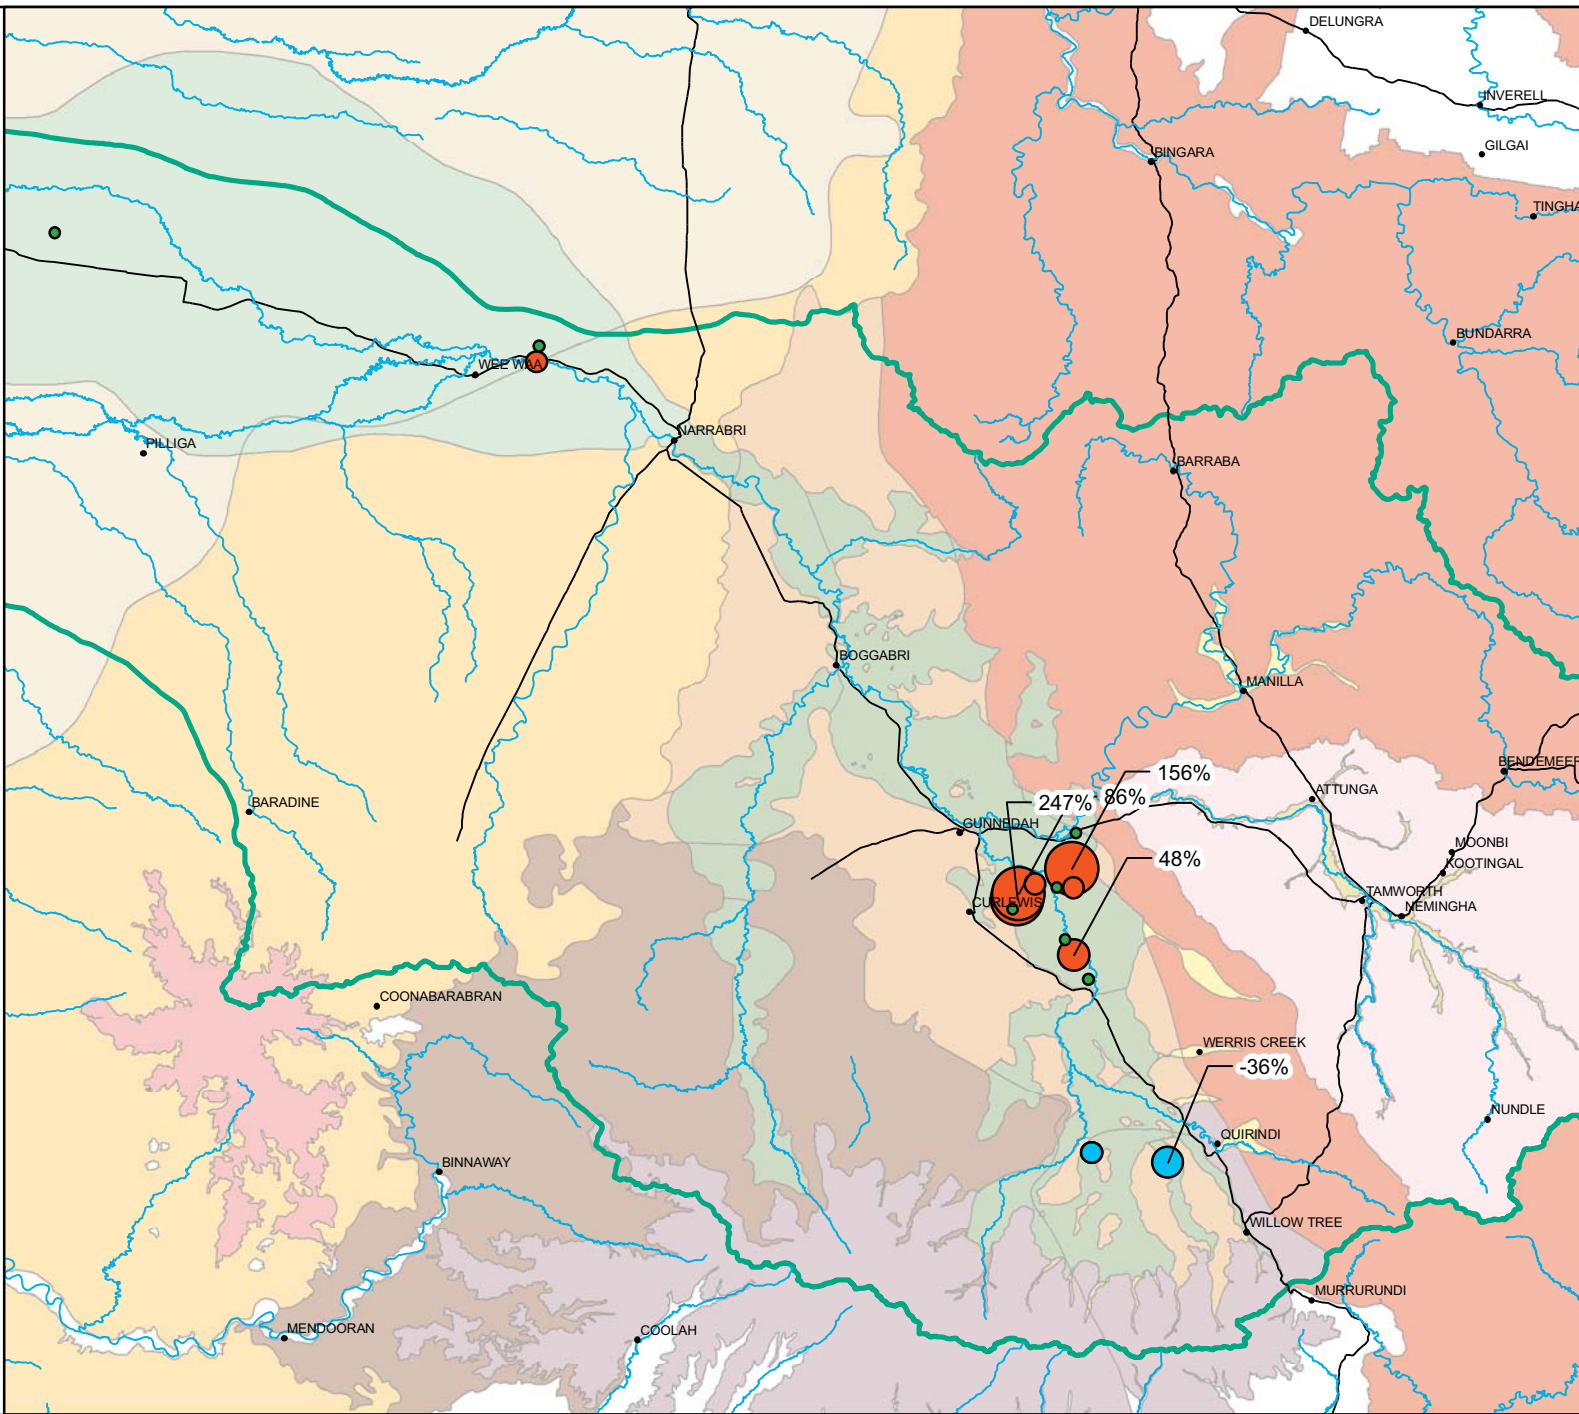 DELUNGRA
INVERELL
GILGAI
BINGARA
TINGHA
BUNDARRA
WEE WAA
NARRABRI
PILLIGA
BARRABA
BOGGABRI
MANILLA
BENDEMEER
156%
86%
247%
ATTUNGA
BARADINE
GUNNEDAH
MOONBI
KOOTINGAL
48%
TAMWORTH
NEMINGHA
CURLEWIS
COONABARABRAN
WERRIS CREEK
-36%
NUNDLE
QUIRINDI
BINNAWAY
WILLOW TREE
MURRURUNDI
MENDOORAN
COOLAH